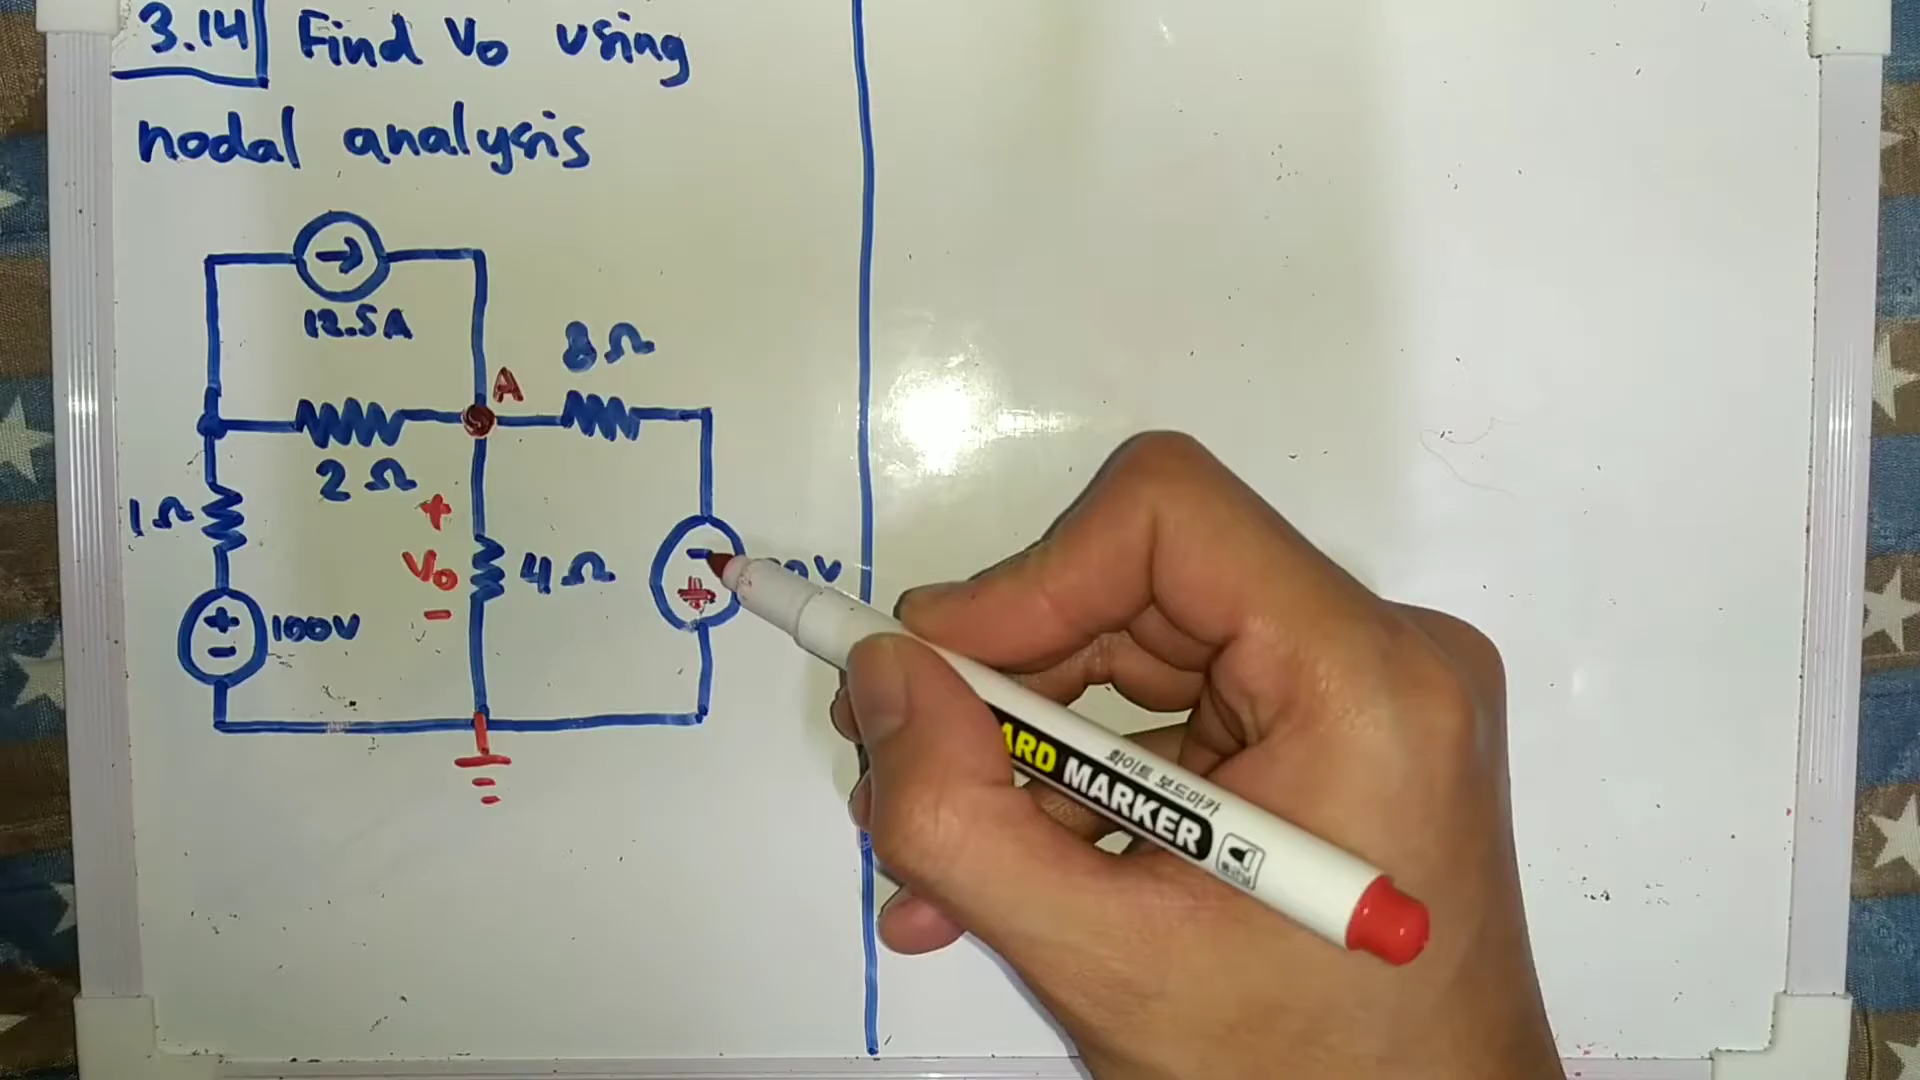 3.14 Find Vo using
nodal analysis
→
12.5A
8Ω
A
2Ω
1Ω
+
Vo
-
4Ω
-
+
0V
+
-
100V
ARD MARKER
화이트 보드마카